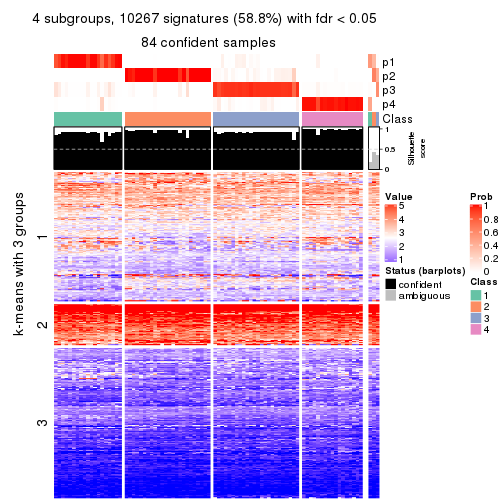 4 subgroups, 10267 signatures (58.8%) with fdr < 0.05
84 confident samples
p1
p2
p3
p4
Class
1
0.5
0
Silhouette
score
k-means with 3 groups
1
2
3
Value
5
4
3
2
1
Status (barplots)
confident
ambiguous
Prob
1
0.8
0.6
0.4
0.2
0
Class
1
2
3
4